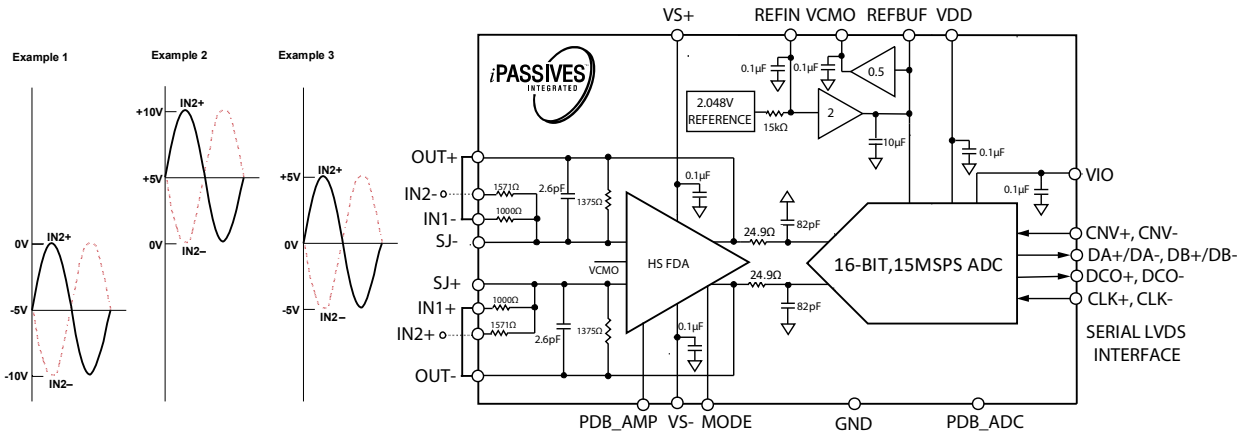 Example 1
0V
IN2+
-5V
-10V
IN2–
Example 2
+10V
IN2+
+5V
0V
IN2–
Example 3
+5V
IN2+
0V
-5V
IN2–
VS+
REFIN
VCMO
REFBUF
VDD
iPASSIVES™
INTEGRATED
0.1µF
0.1µF
0.5
2.048V
REFERENCE
15kΩ
2
10µF
0.1µF
0.1µF
VIO
OUT+
IN2-
1571Ω
IN1-
1000Ω
SJ-
2.6pF
1375Ω
0.1µF
82pF
24.9Ω
VCMO
HS FDA
16-BIT,15MSPS ADC
CNV+, CNV-
DA+/DA-, DB+/DB-
DCO+, DCO-
CLK+, CLK-
SERIAL LVDS
INTERFACE
SJ+
IN1+
1000Ω
IN2+
1571Ω
2.6pF
1375Ω
0.1µF
24.9Ω
82pF
OUT-
PDB_AMP
VS-
MODE
GND
PDB_ADC